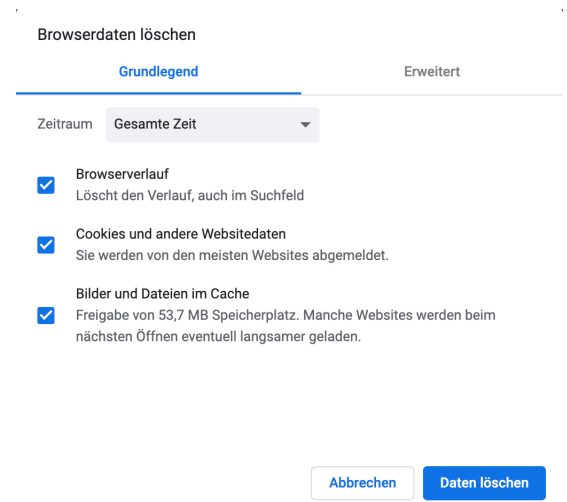 Browserdaten löschen
Grundlegend
Erweitert
Zeitraum Gesamte Zeit
Browserverlauf
Löscht den Verlauf, auch im Suchfeld
Cookies und andere Websitedaten
Sie werden von den meisten Websites abgemeldet.
Bilder und Dateien im Cache
Freigabe von 53,7 MB Speicherplatz. Manche Websites werden beim
nächsten Öffnen eventuell langsamer geladen.
Abbrechen
Daten löschen